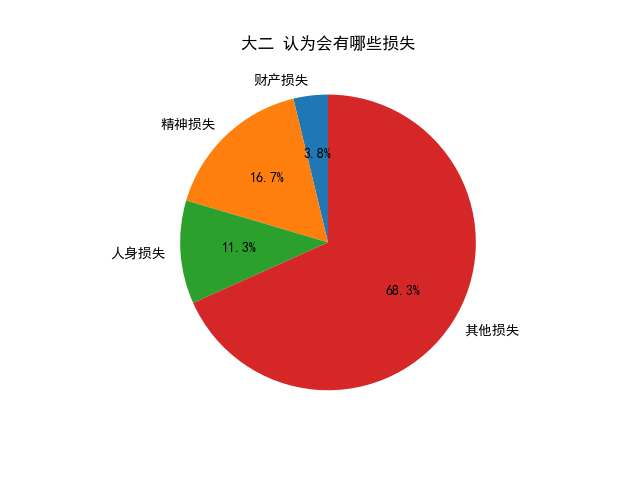 大二 认为会有哪些损失
财产损失
3.8%
精神损失
16.7%
人身损失
11.3%
68.3%
其他损失